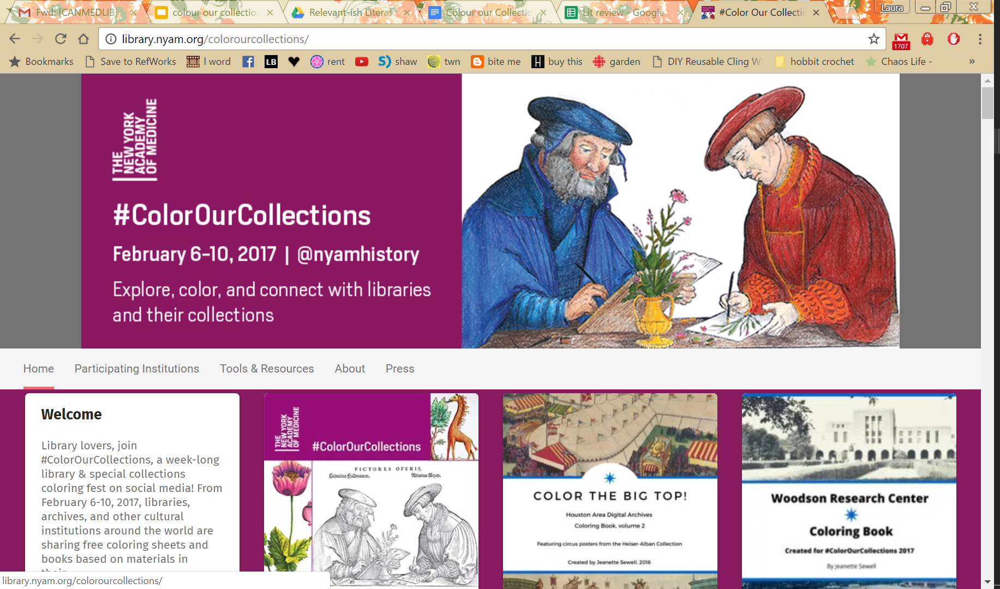 Fwd: [CANMEDLIB]
colour our collection
Relevant-ish Literat
Colour our Collectio
Lit review - Google
#Color Our Collectio
Laura
library.nyam.org/colorourcollections/
1707
Bookmarks
Save to RefWorks
I word
LB
rent
shaw
twn
bite me
H
buy this
garden
DIY Reusable Cling W
hobbit crochet
Chaos Life -
»
THE
NEW YORK
ACADEMY
OF MEDICINE
#ColorOurCollections
February 6-10, 2017 | @nyamhistory
Explore, color, and connect with libraries
and their collections
Home
Participating Institutions
Tools & Resources
About
Press
Welcome
Library lovers, join
#ColorOurCollections, a week-long
library & special collections
coloring fest on social media! From
February 6-10, 2017, libraries,
archives, and other cultural
institutions around the world are
sharing free coloring sheets and
books based on materials in
their
THE
NEW YORK
ACADEMY
OF MEDICINE
#ColorOurCollections
PICTORES OPERIS,
Heinricus Füllmaurer.
Albertus Meyer.
COLOR THE BIG TOP!
Houston Area Digital Archives
Coloring Book, volume 2
Featuring circus posters from the Heiser-Alban Collection
Created by Jeanette Sewell, 2016
Woodson Research Center
Coloring Book
Created for #ColorOurCollections 2017
By Jeanette Sewell
library.nyam.org/colorourcollections/